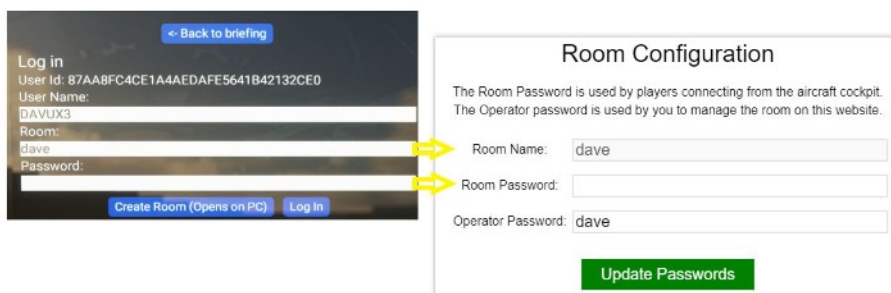 <- Back to briefing
Log in
User Id: 87AA8FC4CE1A4AEDAFE5641B42132CE0
User Name:
DAVUX3
Room:
dave
Password:
Create Room (Opens on PC) Log In
Room Configuration
The Room Password is used by players connecting from the aircraft cockpit.
The Operator password is used by you to manage the room on this website.
Room Name: dave
Room Password:
Operator Password: dave
Update Passwords